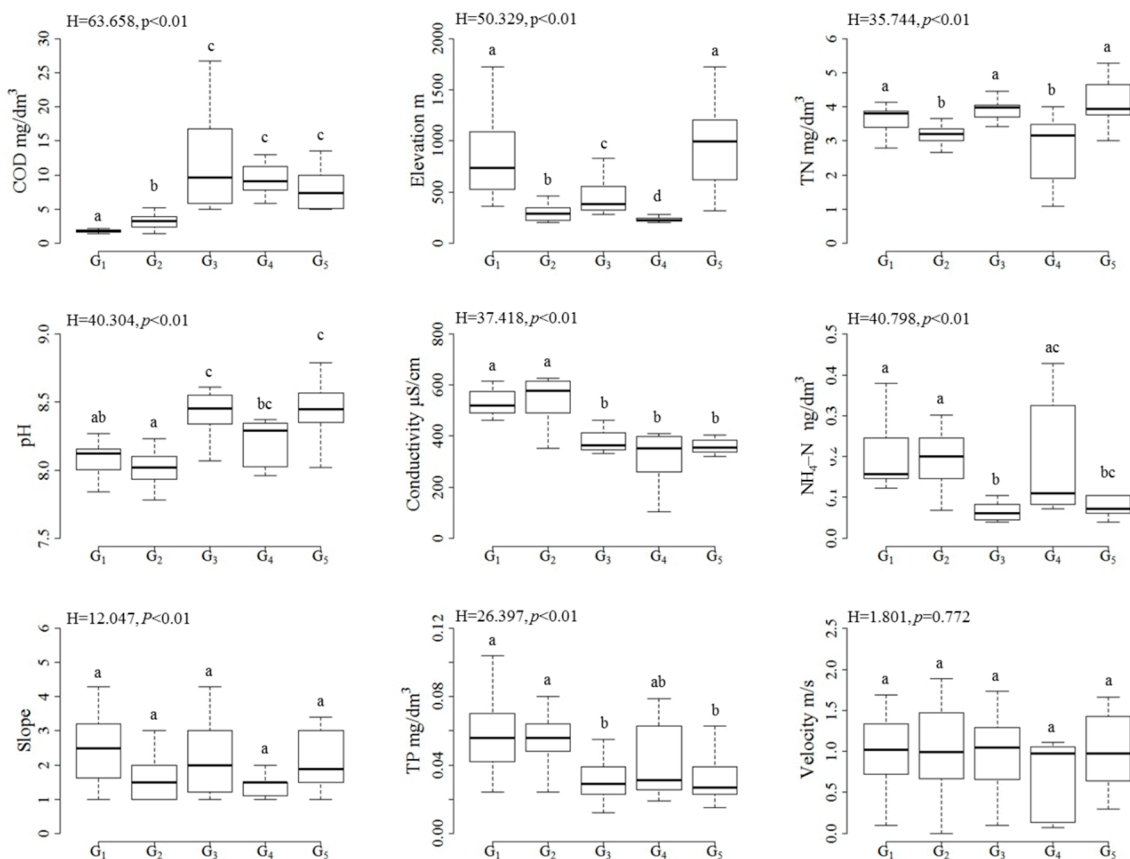 H=63.658, p<0.01
COD mg/dm³
30
25
20
15
10
5
0
a
b
c
c
c
G₁ G₂ G₃ G₄ G₅
H=50.329, p<0.01
Elevation m
2000
1500
1000
500
0
a
b
c
d
a
G₁ G₂ G₃ G₄ G₅
H=35.744, p<0.01
TN mg/dm³
6
5
4
3
2
1
0
a
b
a
b
a
G₁ G₂ G₃ G₄ G₅
H=40.304, p<0.01
pH
9.0
8.5
8.0
7.5
ab
a
c
bc
c
G₁ G₂ G₃ G₄ G₅
H=37.418, p<0.01
Conductivity μS/cm
800
600
400
200
0
a
a
b
b
b
G₁ G₂ G₃ G₄ G₅
H=40.798, p<0.01
NH₄–N ng/dm³
0.5
0.4
0.3
0.2
0.1
0.0
a
a
b
ac
bc
G₁ G₂ G₃ G₄ G₅
H=12.047, P<0.01
Slope
6
5
4
3
2
1
0
a
a
a
a
a
G₁ G₂ G₃ G₄ G₅
H=26.397, p<0.01
TP mg/dm³
0.12
0.08
0.04
0.00
a
a
b
ab
b
G₁ G₂ G₃ G₄ G₅
H=1.801, p=0.772
Velocity m/s
2.5
2.0
1.5
1.0
0.5
0.0
a
a
a
a
a
G₁ G₂ G₃ G₄ G₅